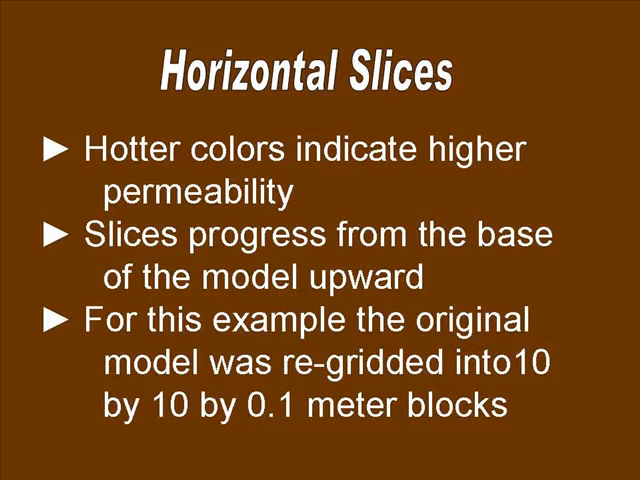 Horizontal Slices
► Hotter colors indicate higher
permeability
► Slices progress from the base
of the model upward
► For this example the original
model was re-gridded into10
by 10 by 0.1 meter blocks